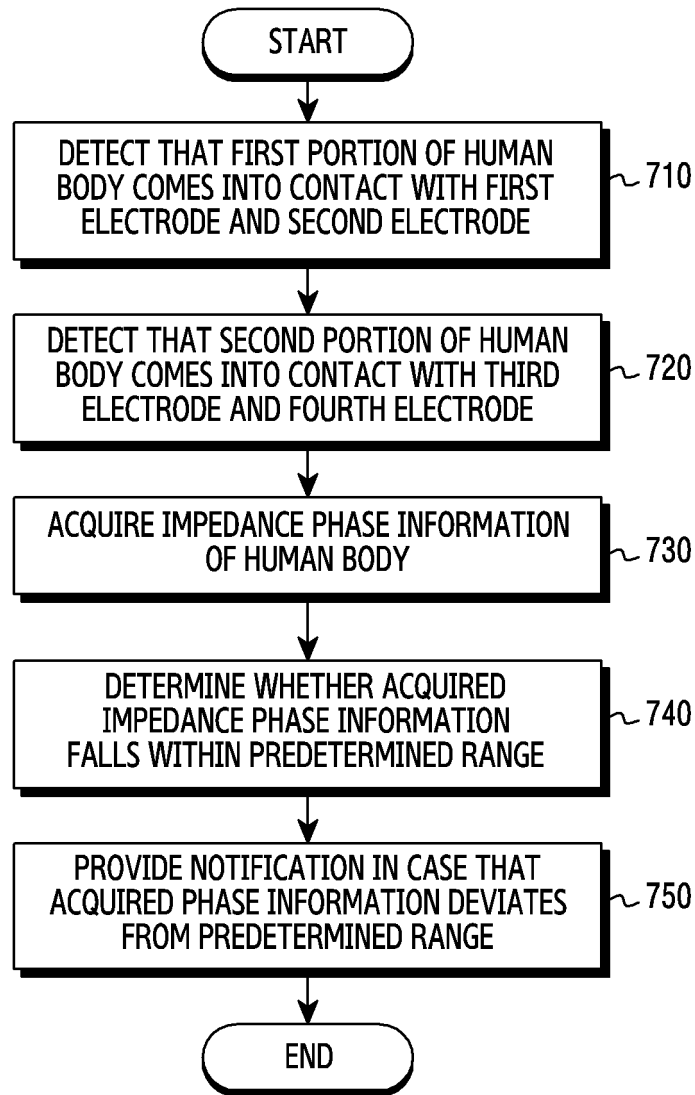 START
DETECT THAT FIRST PORTION OF HUMAN
BODY COMES INTO CONTACT WITH FIRST
ELECTRODE AND SECOND ELECTRODE
710
DETECT THAT SECOND PORTION OF HUMAN
BODY COMES INTO CONTACT WITH THIRD
ELECTRODE AND FOURTH ELECTRODE
720
ACQUIRE IMPEDANCE PHASE INFORMATION
OF HUMAN BODY
730
DETERMINE WHETHER ACQUIRED
IMPEDANCE PHASE INFORMATION
FALLS WITHIN PREDETERMINED RANGE
740
PROVIDE NOTIFICATION IN CASE THAT
ACQUIRED PHASE INFORMATION DEVIATES
FROM PREDETERMINED RANGE
750
END